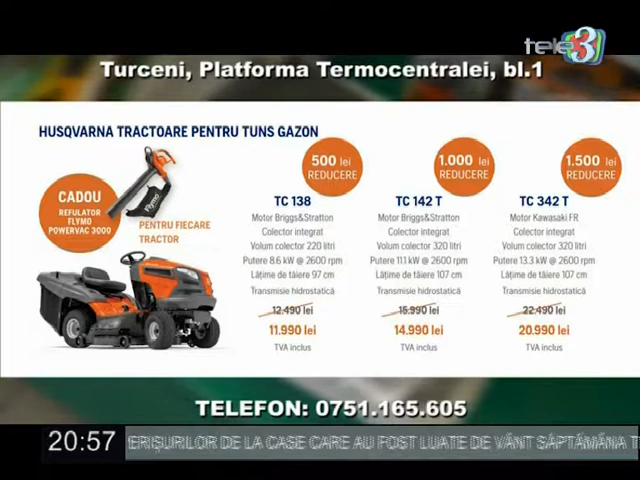 tele 3
Turceni, Platforma Termocentralei, bl.1
HUSQVARNA TRACTOARE PENTRU TUNS GAZON
CADOU
REFULATOR
FLYMO
POWERVAC 3000
Flymo
PENTRU FIECARE
TRACTOR
500 lei
REDUCERE
TC 138
Motor Briggs&Stratton
Colector integrat
Volum colector 220 litri
Putere 8.6 kW @ 2600 rpm
Lățime de tăiere 97 cm
Transmisie hidrostatică
12.490 lei
11.990 lei
TVA inclus
1.000 lei
REDUCERE
TC 142 T
Motor Briggs&Stratton
Colector integrat
Volum colector 320 litri
Putere 11.1 kW @ 2600 rpm
Lățime de tăiere 107 cm
Transmisie hidrostatică
15.990 lei
14.990 lei
TVA inclus
1.500 lei
REDUCERE
TC 342 T
Motor Kawasaki FR
Colector integrat
Volum colector 320 litri
Putere 13.3 kW @ 2600 rpm
Lățime de tăiere 107 cm
Transmisie hidrostatică
22.490 lei
20.990 lei
TVA inclus
TELEFON: 0751.165.605
20:57
ERIȘURILOR DE LA CASE CARE AU FOST LUATE DE VÂNT SĂPTĂMÂNA T